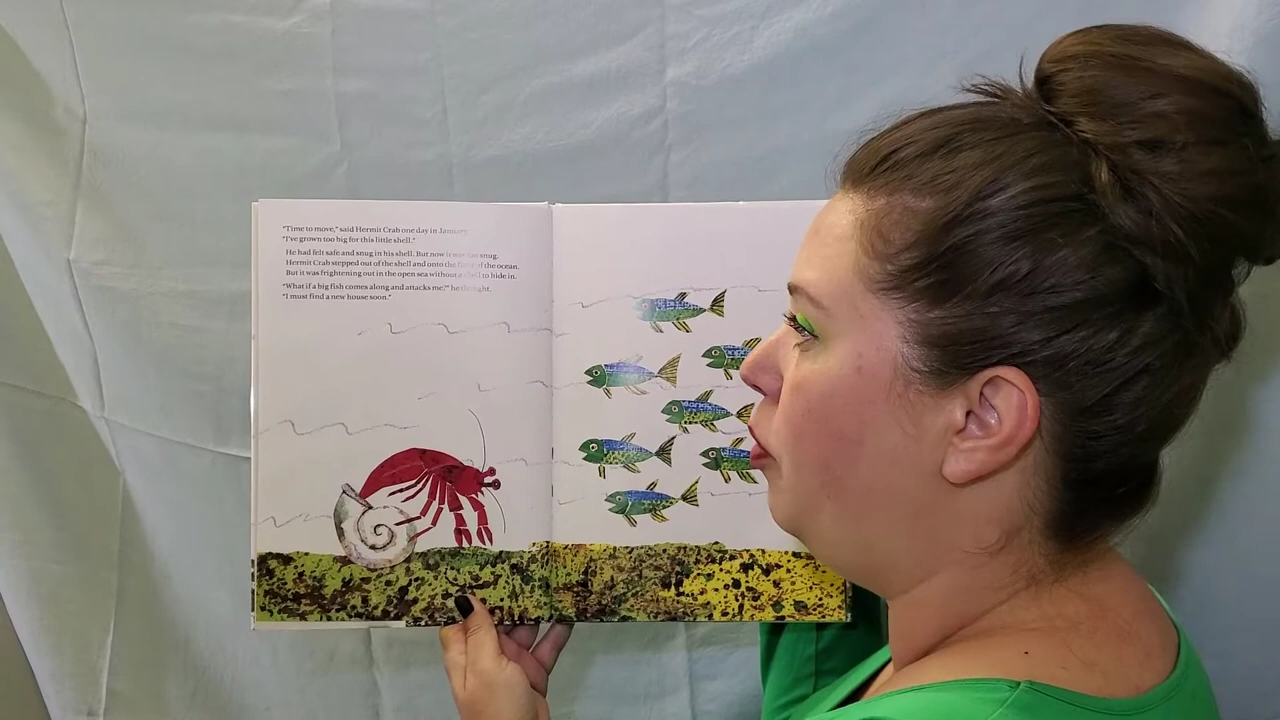 "Time to move," said Hermit Crab one day in January.
"I've grown too big for this little shell."
He had felt safe and snug in his shell. But now it was too snug.
Hermit Crab stepped out of the shell and onto the floor of the ocean.
But it was frightening out in the open sea without a shell to hide in.
"What if a big fish comes along and attacks me?" he thought.
"I must find a new house soon."